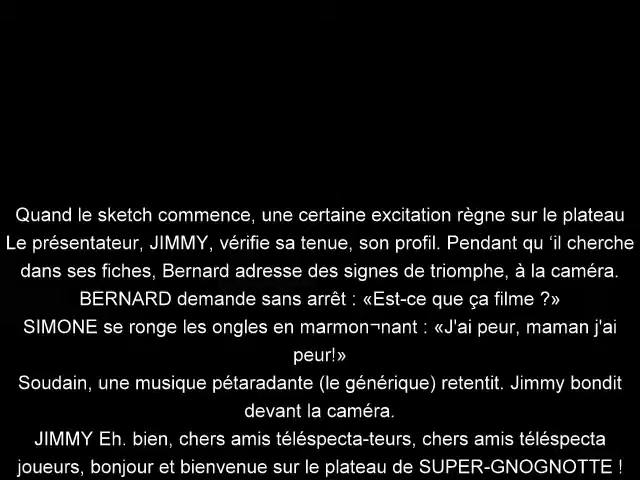 Quand le sketch commence, une certaine excitation règne sur le plateau
Le présentateur, JIMMY, vérifie sa tenue, son profil. Pendant qu ‘il cherche
dans ses fiches, Bernard adresse des signes de triomphe, à la caméra.
BERNARD demande sans arrêt : «Est-ce que ça filme ?»
SIMONE se ronge les ongles en marmon¬nant : «J'ai peur, maman j'ai
peur!»
Soudain, une musique pétaradante (le générique) retentit. Jimmy bondit
devant la caméra.
JIMMY Eh. bien, chers amis téléspecta-teurs, chers amis téléspecta
joueurs, bonjour et bienvenue sur le plateau de SUPER-GNOGNOTTE !